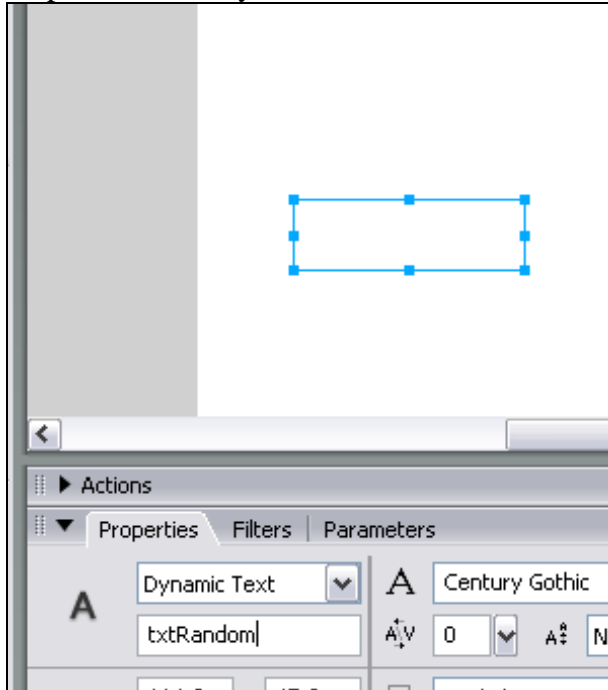 Actions
Properties Filters Parameters
A Dynamic Text A Century Gothic
txtRandom A V 0 A N